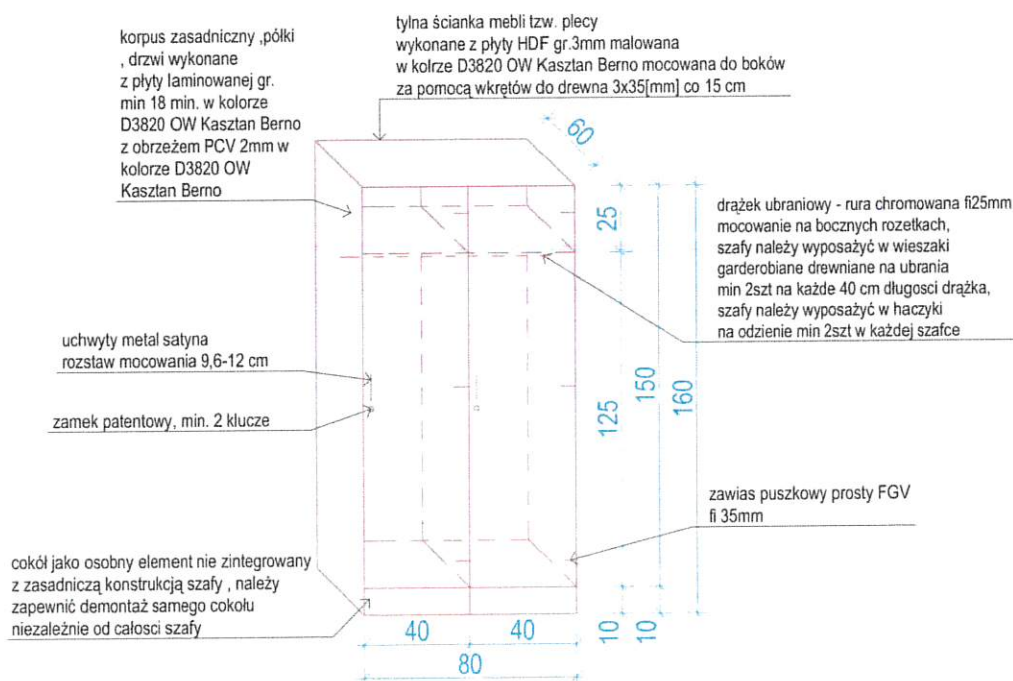 korpus zasadniczy ,półki
, drzwi wykonane
z płyty laminowanej gr.
min 18 min. w kolorze
D3820 OW Kasztan Berno
z obrzeżem PCV 2mm w
kolorze D3820 OW
Kasztan Berno
tylna ścianka mebli tzw. plecy
wykonane z płyty HDF gr.3mm malowana
w kolrze D3820 OW Kasztan Berno mocowana do boków
za pomocą wkrętów do drewna 3x35[mm] co 15 cm
60
25
125
150
160
drążek ubraniowy - rura chromowana fi25mm
mocowanie na bocznych rozetkach,
szafy należy wyposażyć w wieszaki
garderobiane drewniane na ubrania
min 2szt na każde 40 cm długosci drążka,
szafy należy wyposażyć w haczyki
na odzienie min 2szt w każdej szafce
uchwyty metal satyna
rozstaw mocowania 9,6-12 cm
zamek patentowy, min. 2 klucze
zawias puszkowy prosty FGV
fi 35mm
cokół jako osobny element nie zintegrowany
z zasadniczą konstrukcją szafy , należy
zapewnić demontaż samego cokołu
niezależnie od całosci szafy
40
40
10
10
80